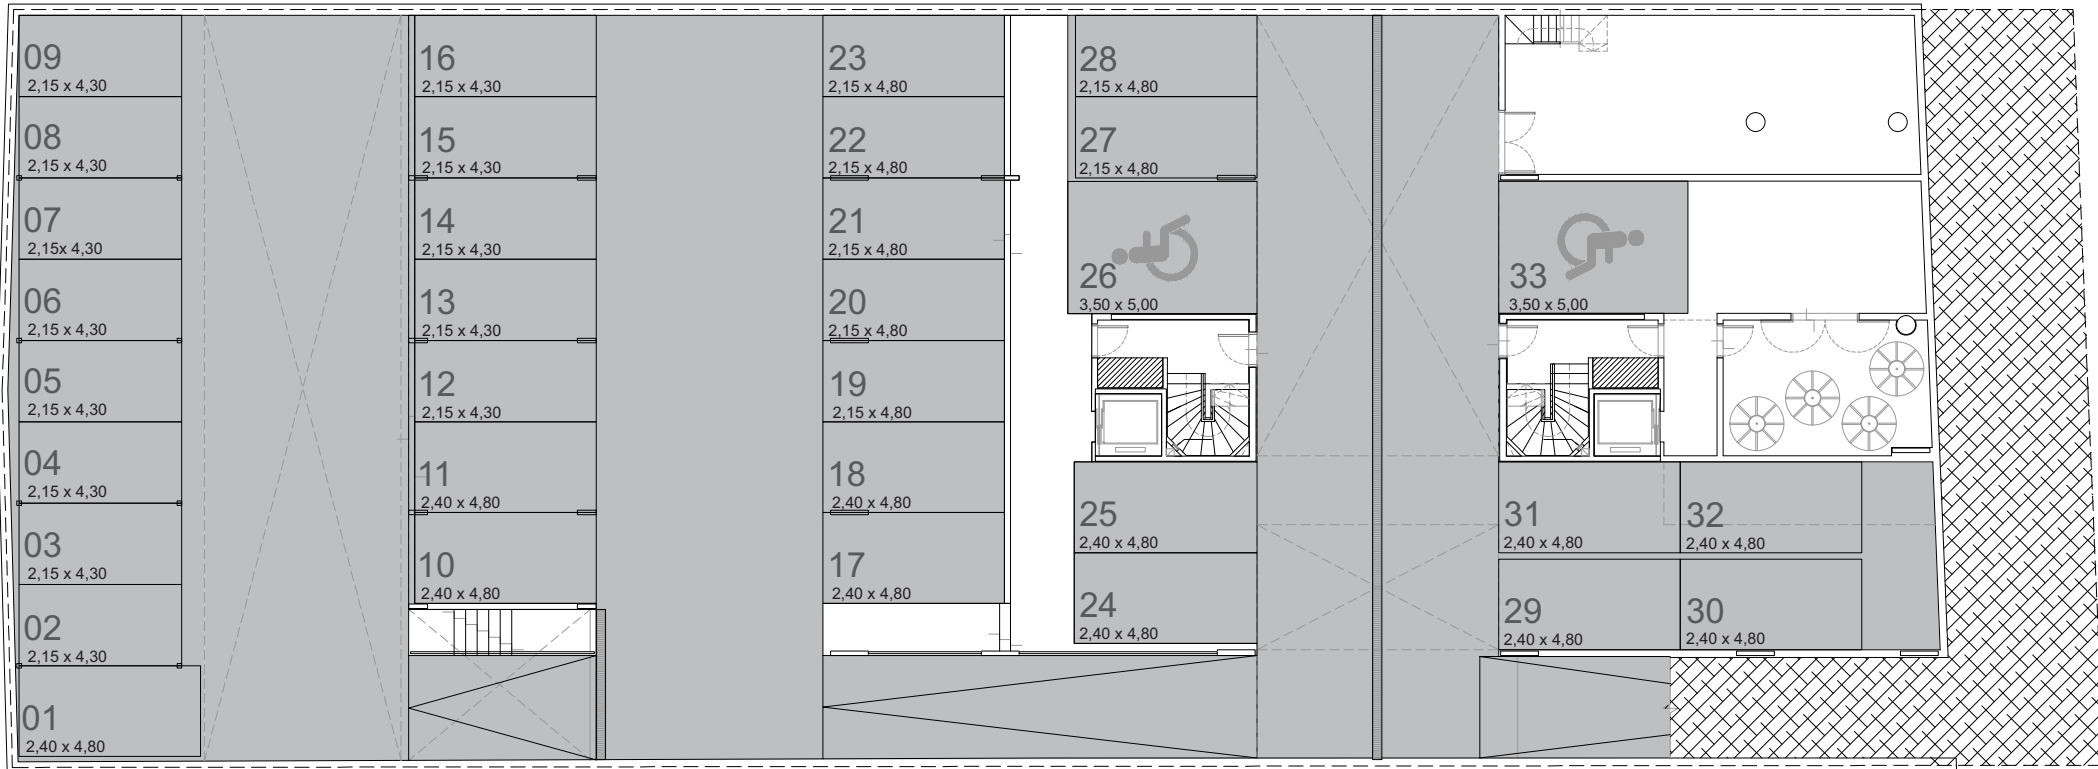 09
2,15 x 4,30
08
2,15 x 4,30
07
2,15x 4,30
06
2,15 x 4,30
05
2,15 x 4,30
04
2,15 x 4,30
03
2,15 x 4,30
02
2,15 x 4,30
01
2,40 x 4,80
16
2,15 x 4,30
15
2,15 x 4,30
14
2,15 x 4,30
13
2,15 x 4,30
12
2,15 x 4,30
11
2,40 x 4,80
10
2,40 x 4,80
23
2,15 x 4,80
22
2,15 x 4,80
21
2,15 x 4,80
20
2,15 x 4,80
19
2,15 x 4,80
18
2,40 x 4,80
17
2,40 x 4,80
28
2,15 x 4,80
27
2,15 x 4,80
26
3,50 x 5,00
25
2,40 x 4,80
24
2,40 x 4,80
33
3,50 x 5,00
31
2,40 x 4,80
32
2,40 x 4,80
29
2,40 x 4,80
30
2,40 x 4,80